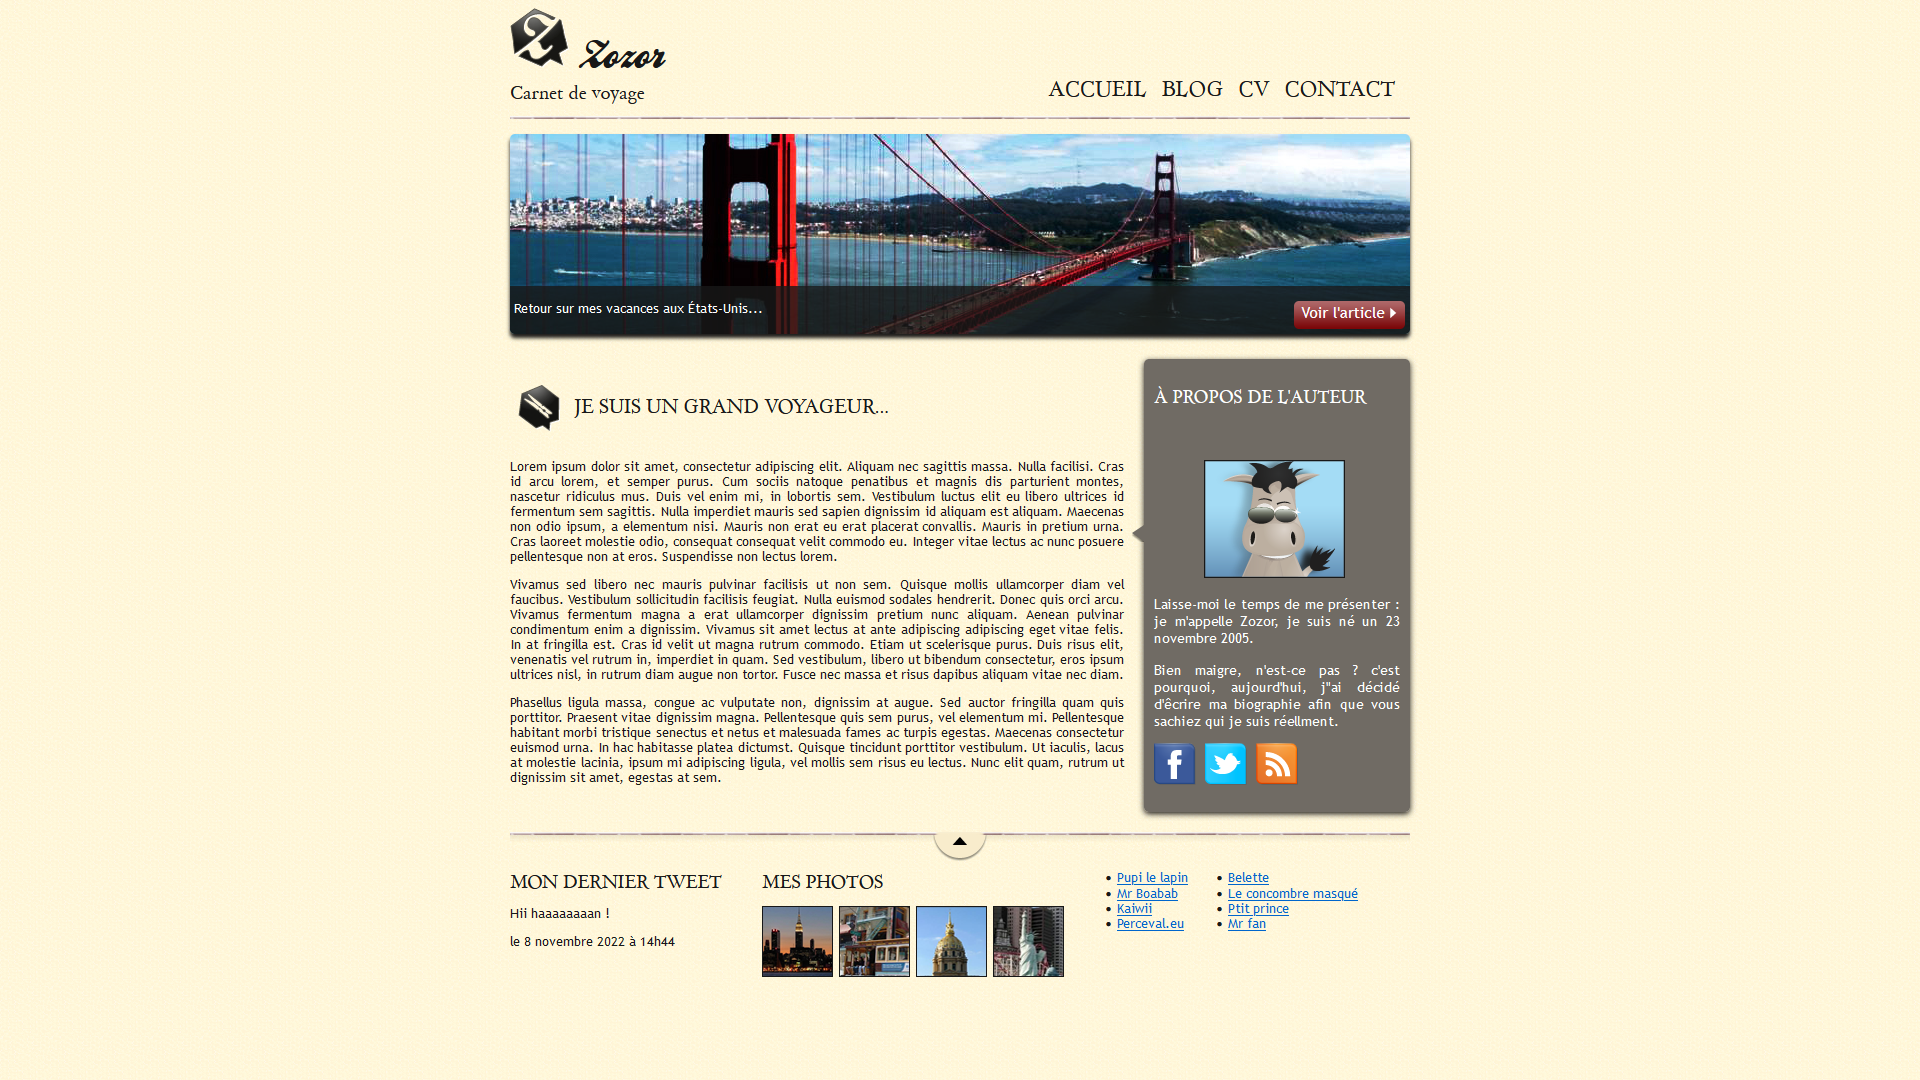 Zozor
Carnet de voyage
ACCUEIL BLOG CV CONTACT
Retour sur mes vacances aux États-Unis...
Voir l'article
JE SUIS UN GRAND VOYAGEUR...
Lorem ipsum dolor sit amet, consectetur adipiscing elit. Aliquam nec sagittis massa. Nulla facilisi. Cras
id arcu lorem, et semper purus. Cum sociis natoque penatibus et magnis dis parturient montes,
nascetur ridiculus mus. Duis vel enim mi, in lobortis sem. Vestibulum luctus elit eu libero ultrices id
fermentum sem sagittis. Nulla imperdiet mauris sed sapien dignissim id aliquam est aliquam. Maecenas
non odio ipsum, a elementum nisi. Mauris non erat eu erat placerat convallis. Mauris in pretium urna.
Cras laoreet molestie odio, consequat consequat velit commodo eu. Integer vitae lectus ac nunc posuere
pellentesque non at eros. Suspendisse non lectus lorem.
Vivamus sed libero nec mauris pulvinar facilisis ut non sem. Quisque mollis ullamcorper diam vel
faucibus. Vestibulum sollicitudin facilisis feugiat. Nulla euismod sodales hendrerit. Donec quis orci arcu.
Vivamus fermentum magna a erat ullamcorper dignissim pretium nunc aliquam. Aenean pulvinar
condimentum enim a dignissim. Vivamus sit amet lectus at ante adipiscing adipiscing eget vitae felis.
In at fringilla est. Cras id velit ut magna rutrum commodo. Etiam ut scelerisque purus. Duis risus elit,
venenatis vel rutrum in, imperdiet in quam. Sed vestibulum, libero ut bibendum consectetur, eros ipsum
ultrices nisl, in rutrum diam augue non tortor. Fusce nec massa et risus dapibus aliquam vitae nec diam.
Phasellus ligula massa, congue ac vulputate non, dignissim at augue. Sed auctor fringilla quam quis
porttitor. Praesent vitae dignissim magna. Pellentesque quis sem purus, vel elementum mi. Pellentesque
habitant morbi tristique senectus et netus et malesuada fames ac turpis egestas. Maecenas consectetur
euismod urna. In hac habitasse platea dictumst. Quisque tincidunt porttitor vestibulum. Ut iaculis, lacus
at molestie lacinia, ipsum mi adipiscing ligula, vel mollis sem risus eu lectus. Nunc elit quam, rutrum ut
dignissim sit amet, egestas at sem.
À PROPOS DE L'AUTEUR
Laisse-moi le temps de me présenter :
je m'appelle Zozor, je suis né un 23
novembre 2005.
Bien maigre, n'est-ce pas ? c'est
pourquoi, aujourd'hui, j"ai décidé
d'êcrire ma biographie afin que vous
sachiez qui je suis réellment.
MON DERNIER TWEET
Hii haaaaaaaan !
le 8 novembre 2022 à 14h44
MES PHOTOS
Pupi le lapin
Mr Boabab
Kaiwii
Perceval.eu
Belette
Le concombre masqué
Ptit prince
Mr fan